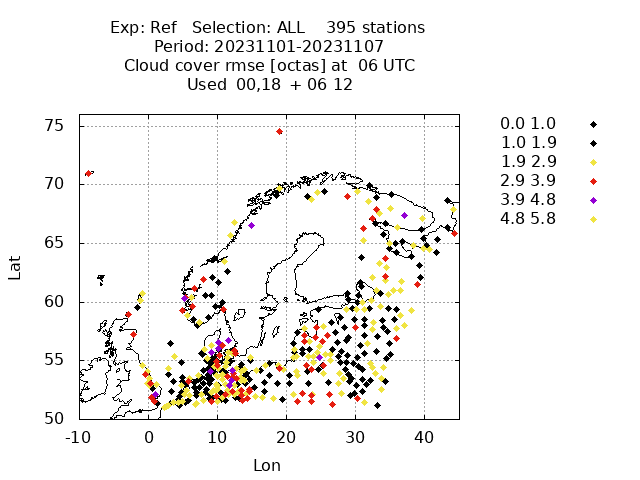 Exp: Ref   Selection: ALL    395 stations
Period: 20231101-20231107
Cloud cover rmse [octas] at  06 UTC
Used  00,18  + 06 12
0.0 1.0
1.0 1.9
1.9 2.9
2.9 3.9
3.9 4.8
4.8 5.8
75
70
65
60
55
50
Lat
-10 0 10 20 30 40
Lon